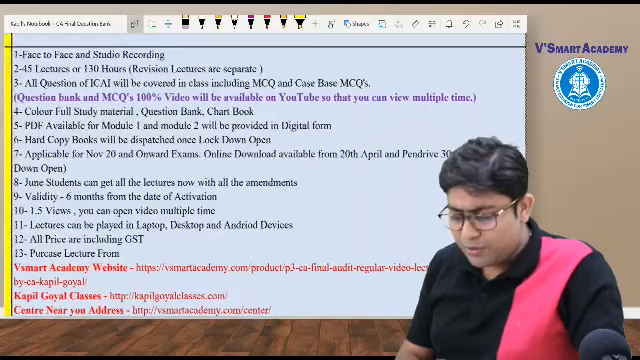 Kapil's Notebook - CA Final Question Bank
Shapes
V'SMART ACADEMY
1-Face to Face and Studio Recording
2-45 Lectures or 130 Hours (Revision Lectures are separate )
3- All Question of ICAI will be covered in class including MCQ and Case Base MCQ's.
(Question bank and MCQ's 100% Video will be available on YouTube so that you can view multiple time.)
4- Colour Full Study material , Question Bank, Chart Book
5- PDF Available for Module 1 and module 2 will be provided in Digital form
6- Hard Copy Books will be dispatched once Lock Down Open
7- Applicable for Nov 20 and Onward Exams. Online Download available from 20th April and Pendrive 30
Down Open)
8- June Students can get all the lectures now with all the amendments
9- Validity - 6 months from the date of Activation
10- 1.5 Views , you can open video multiple time
11- Lectures can be played in Laptop, Desktop and Andriod Devices
12- All Price are including GST
13- Purcase Lecture From
Vsmart Academy Website - https://vsmartacademy.com/product/p3-ca-final-audit-regular-video-lec
by-ca-kapil-goyal/
Kapil Goyal Classes - http://kapilgoyalclasses.com/
Centre Near you Address - http://vsmartacademy.com/center/